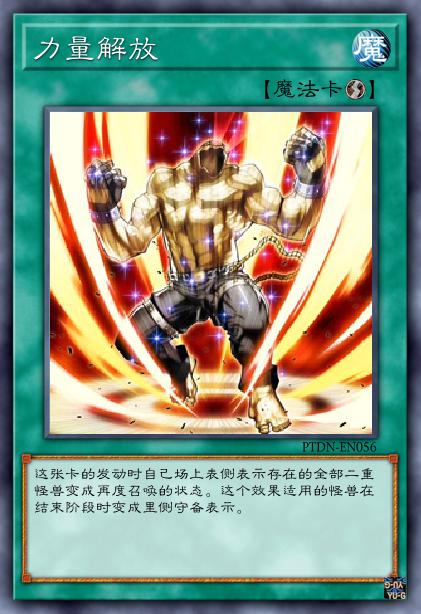 力量解放
魔
【魔法卡】
PTDN-EN056
这张卡的发动时自己场上表侧表示存在的全部二重
怪兽变成再度召唤的状态。这个效果适用的怪兽在
结束阶段时变成里侧守备表示。